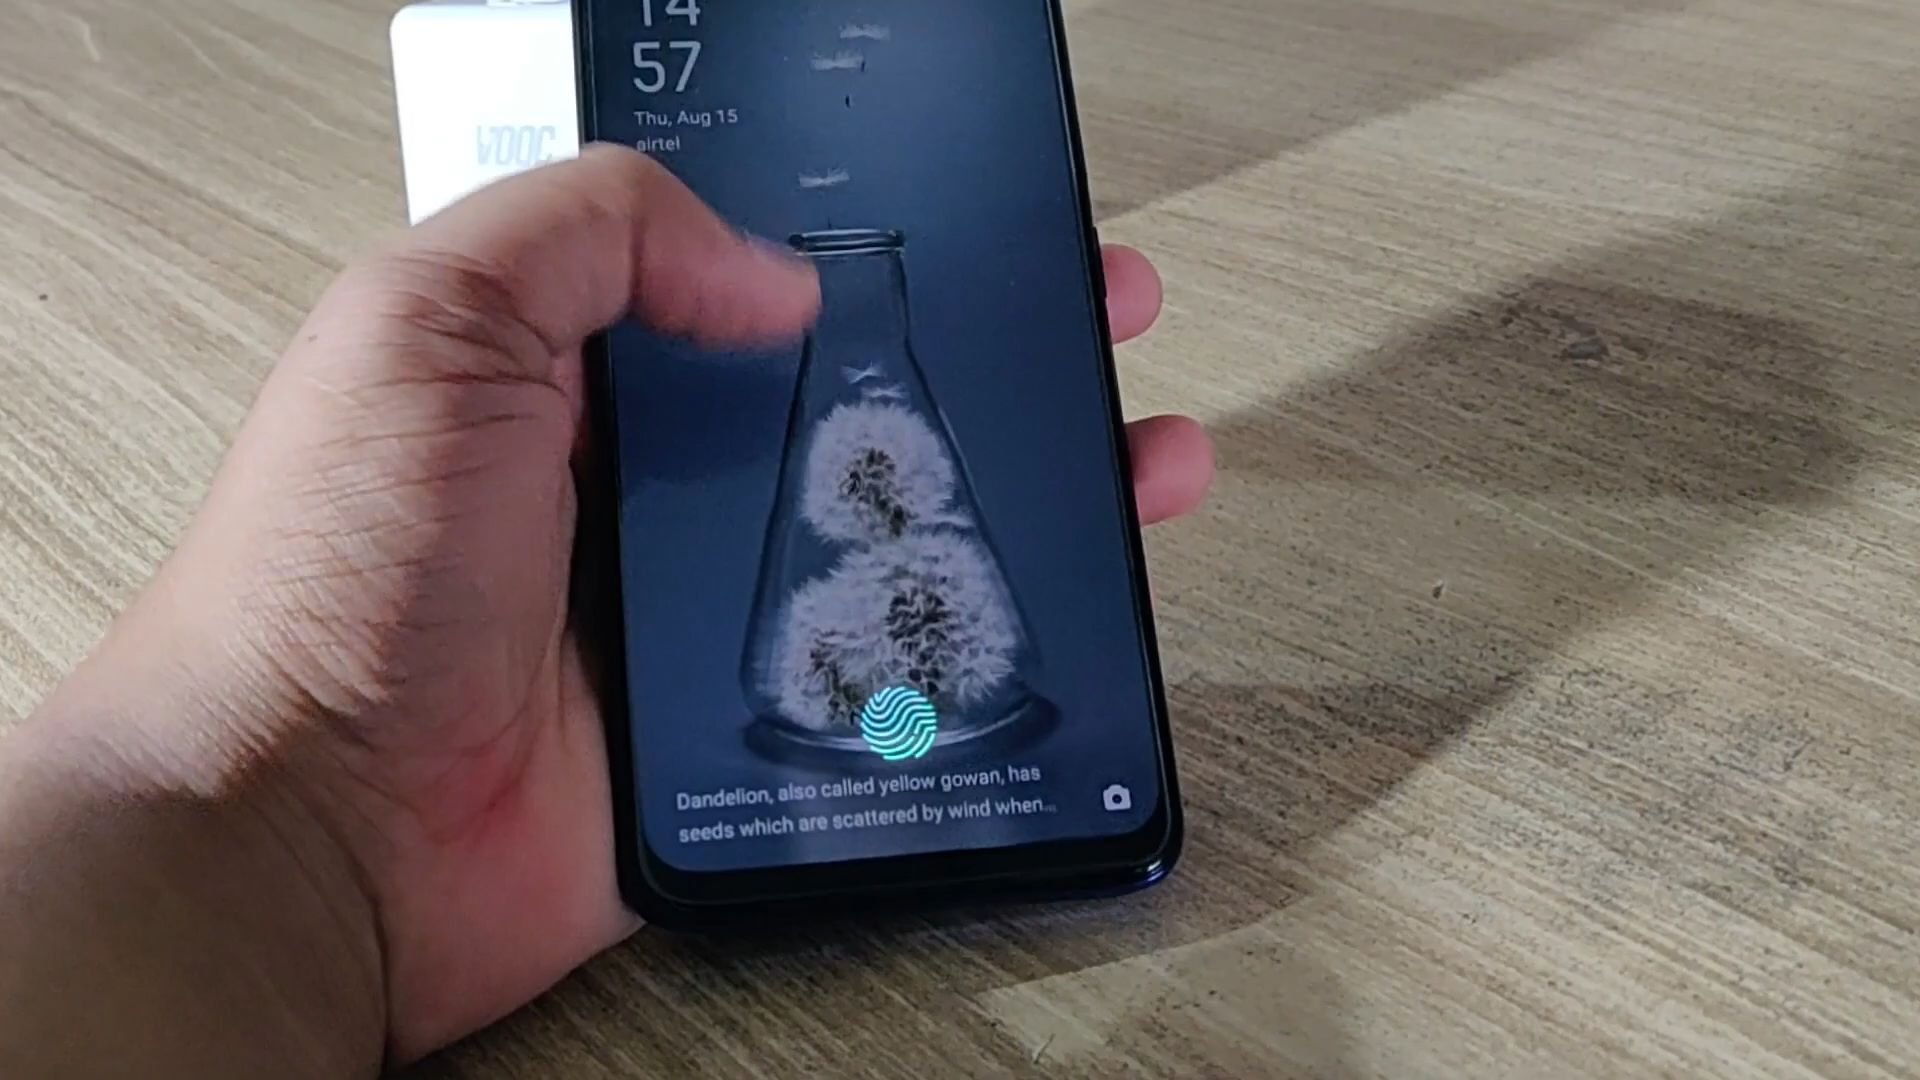 14
57
Thu, Aug 15
airtel
VOOC
Dandelion, also called yellow gowan, has
seeds which are scattered by wind when...